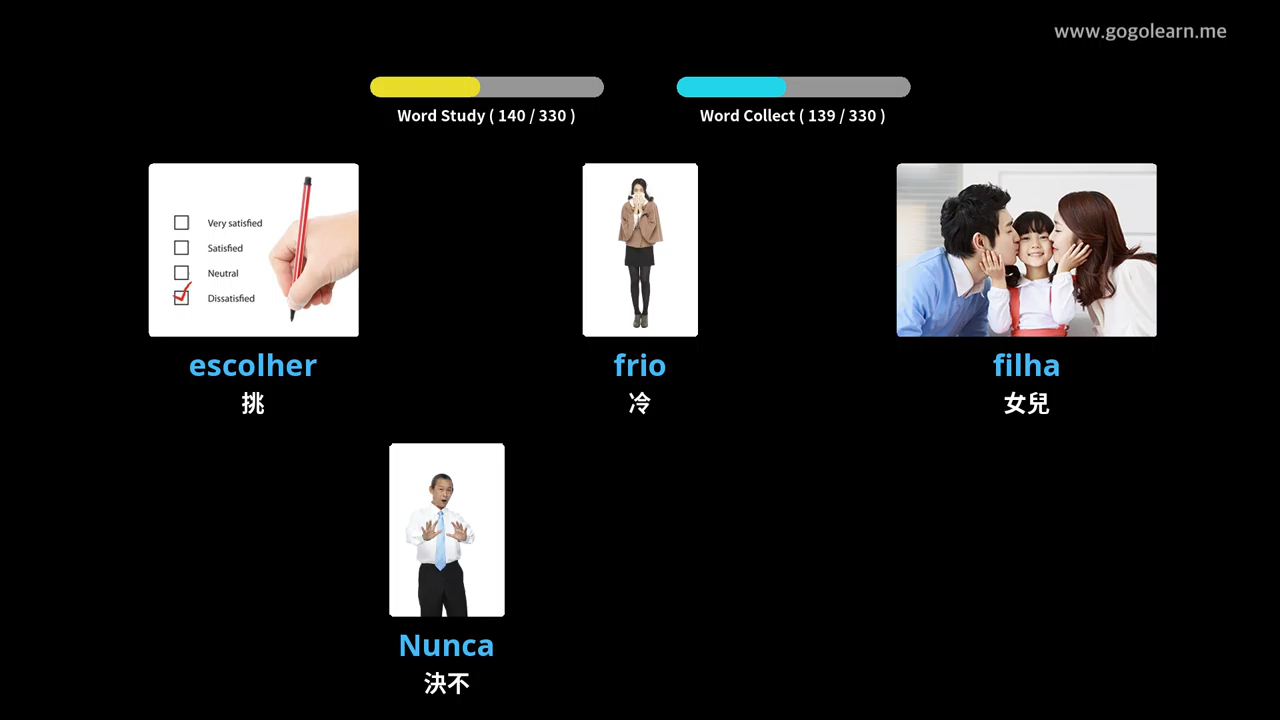 www.gogolearn.me
Word Study ( 140 / 330 )
Word Collect ( 139 / 330 )
Very satisfied
Satisfied
Neutral
Dissatisfied
escolher
挑
frio
冷
filha
女兒
Nunca
決不